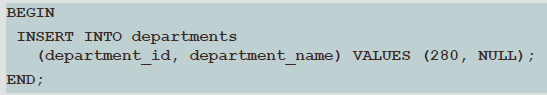 BEGIN
INSERT INTO departments
(department_id, department_name) VALUES (280, NULL);
END;